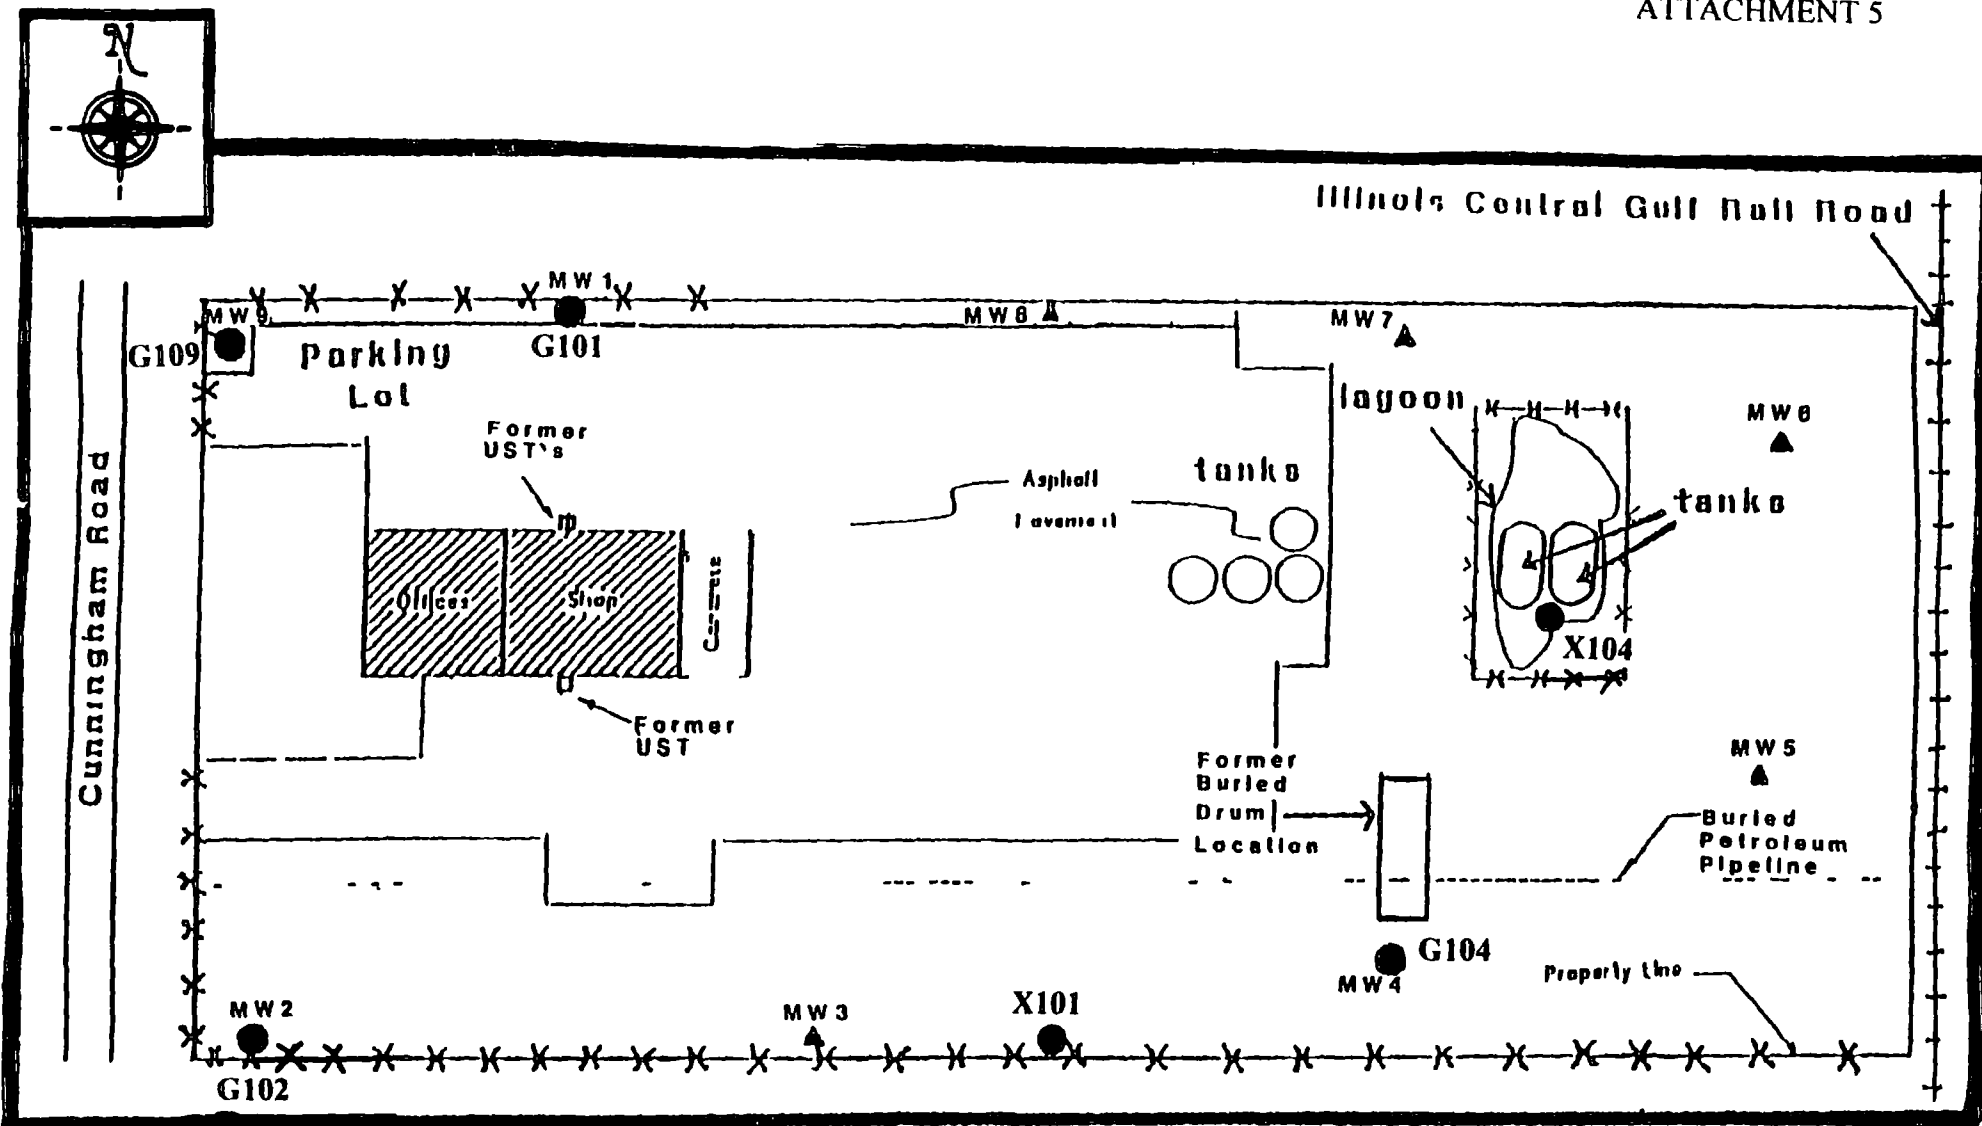 ATTACHMENT 5
N
Illinois Central Gulf Rail Road
MW 1
MW 9
MW 8
MW 7
G109
G101
Parking
Lot
lagoon
MW 6
Former
UST's
tanks
Asphalt
Pavement
tanks
Cunningham Road
Offices
Shop
Concrete
X104
Former
UST
Former
Buried
Drum
Location
MW 5
Buried
Petroleum
Pipeline
G104
MW 4
Property Line
MW 2
MW 3
X101
G102